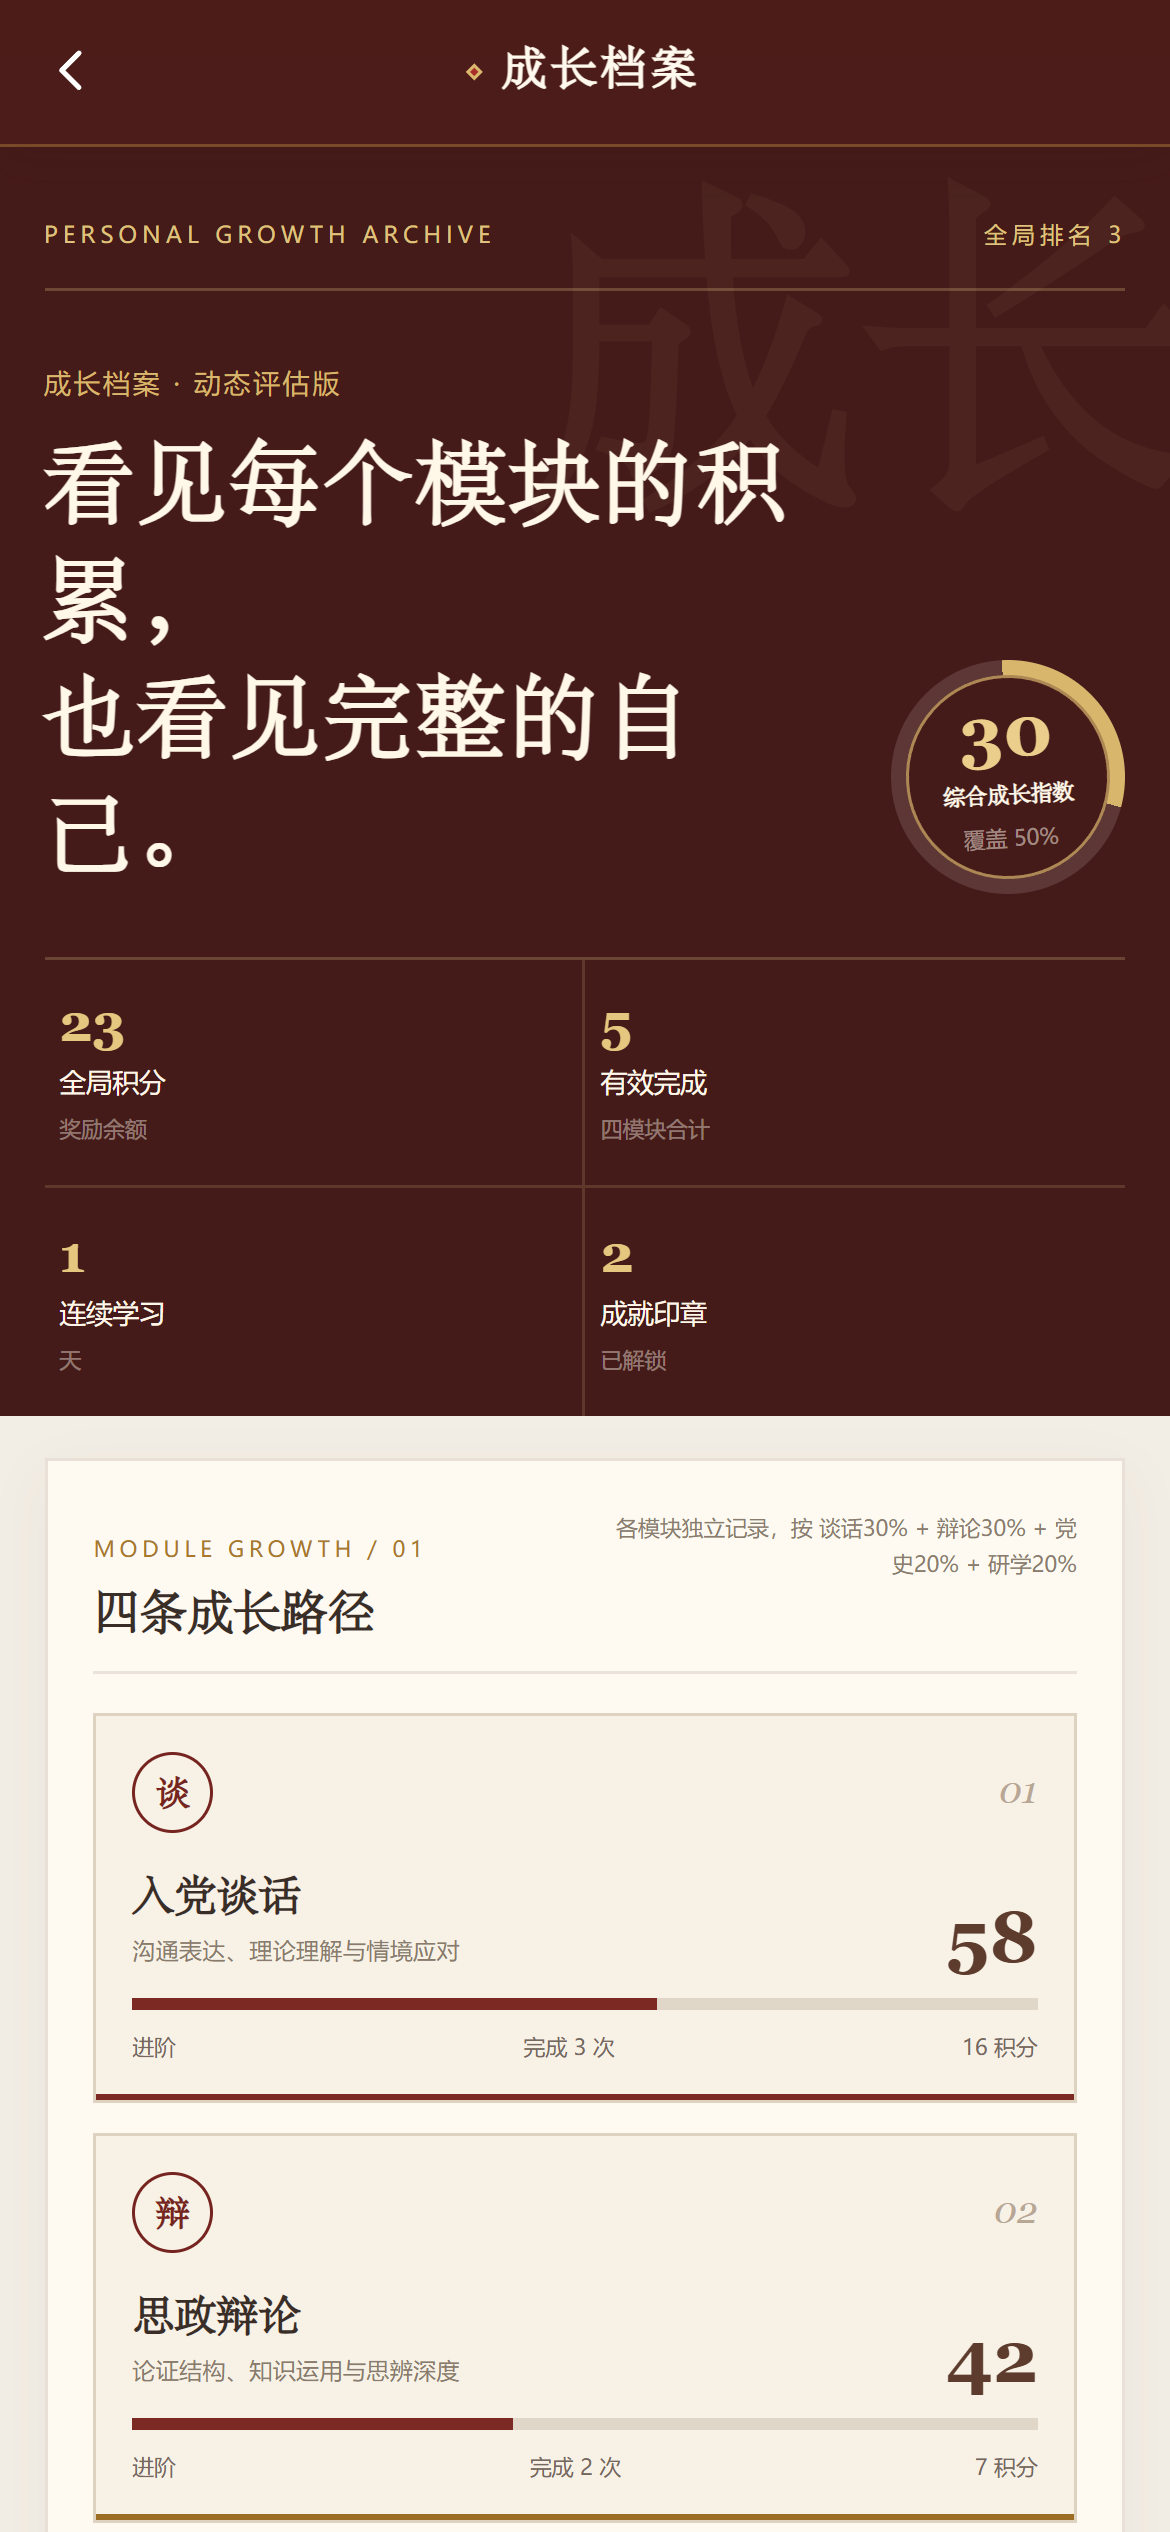 成长档案
成长
PERSONAL GROWTH ARCHIVE
全局排名 3
成长档案 · 动态评估版
看见每个模块的积
累，
也看见完整的自
己。
30
综合成长指数
覆盖 50%
23
全局积分
奖励余额
5
有效完成
四模块合计
1
连续学习
天
2
成就印章
已解锁
MODULE GROWTH / 01
四条成长路径
各模块独立记录，按 谈话30% + 辩论30% + 党
史20% + 研学20%
谈
01
入党谈话
沟通表达、理论理解与情境应对
58
进阶
完成 3 次
16 积分
辩
02
思政辩论
论证结构、知识运用与思辨深度
42
进阶
完成 2 次
7 积分